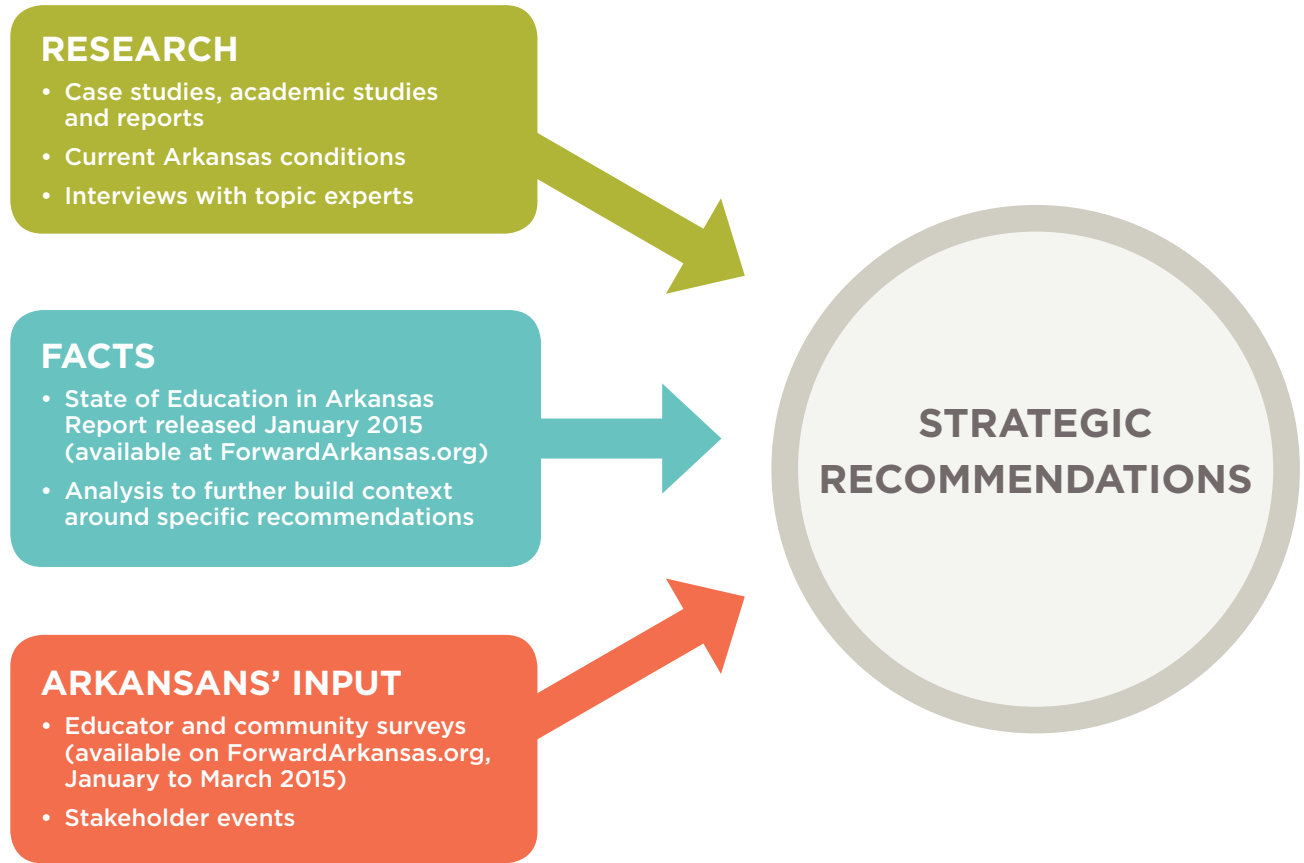 RESEARCH
• Case studies, academic studies
and reports
• Current Arkansas conditions
• Interviews with topic experts
FACTS
• State of Education in Arkansas
Report released January 2015
(available at ForwardArkansas.org)
• Analysis to further build context
around specific recommendations
ARKANSANS’ INPUT
• Educator and community surveys
(available on ForwardArkansas.org,
January to March 2015)
• Stakeholder events
STRATEGIC
RECOMMENDATIONS